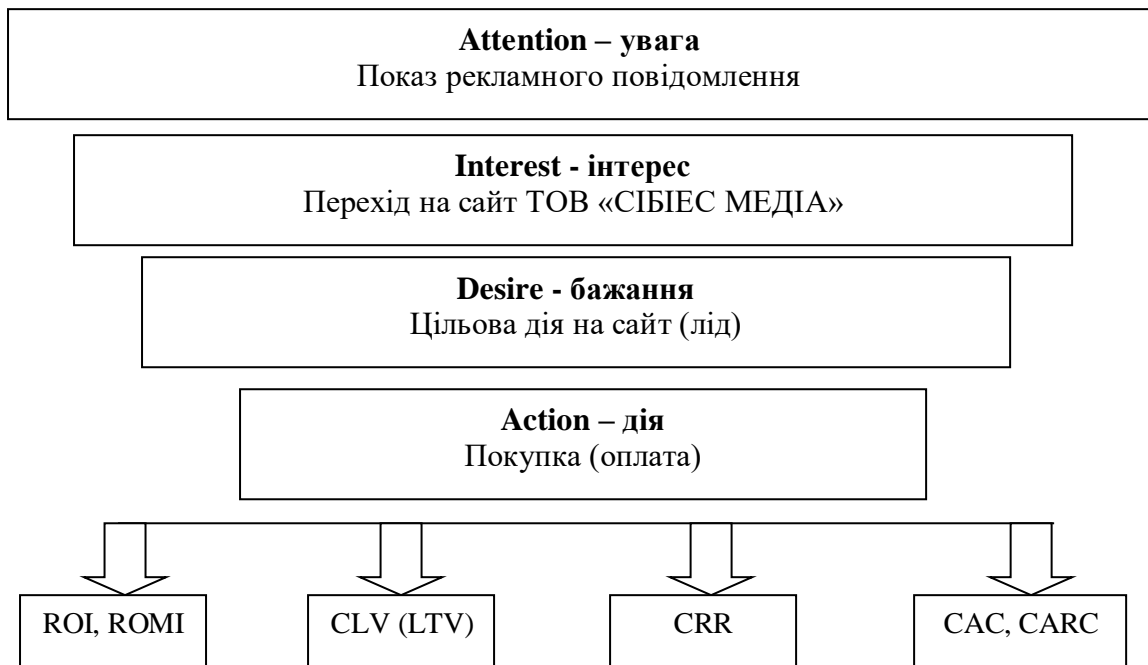 Attention – увага
Показ рекламного повідомлення
Interest - інтерес
Перехід на сайт ТОВ «СІБІЕС МЕДІА»
Desire - бажання
Цільова дія на сайт (лід)
Action – дія
Покупка (оплата)
ROI, ROMI
CLV (LTV)
CRR
CAC, CARC